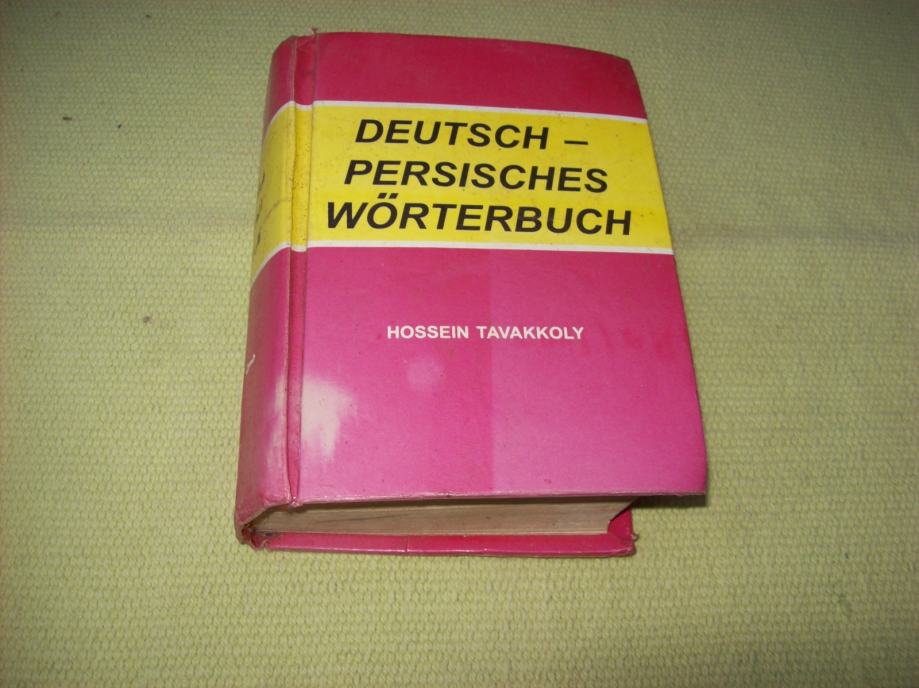 DEUTSCH –
PERSISCHES
WÖRTERBUCH
HOSSEIN TAVAKKOLY